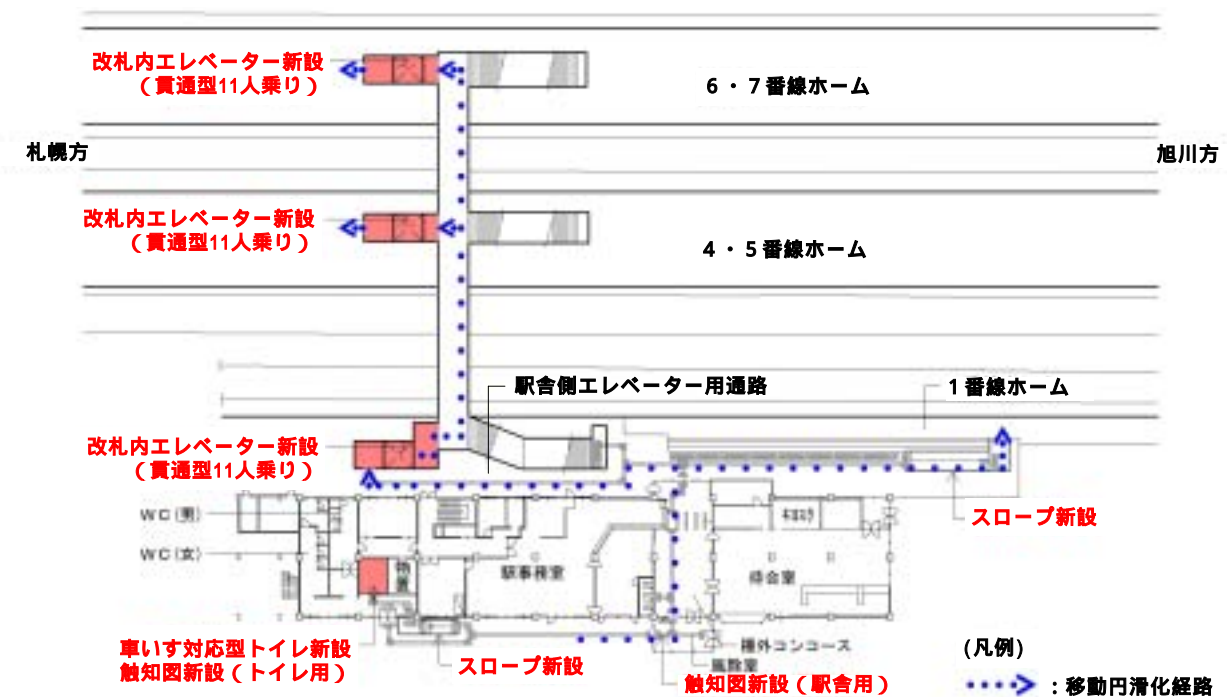 改札内エレベーター新設
（貫通型11人乗り）
6・7番線ホーム
札幌方
旭川方
改札内エレベーター新設
（貫通型11人乗り）
4・5番線ホーム
駅舎側エレベーター用通路
1番線ホーム
改札内エレベーター新設
（貫通型11人乗り）
スロープ新設
WC(男)
WC(女)
物置
駅事務室
待合室
車いす対応型トイレ新設
触知図新設（トイレ用）
スロープ新設
触知図新設（駅舎用）
風除室
(凡例)
：移動円滑化経路